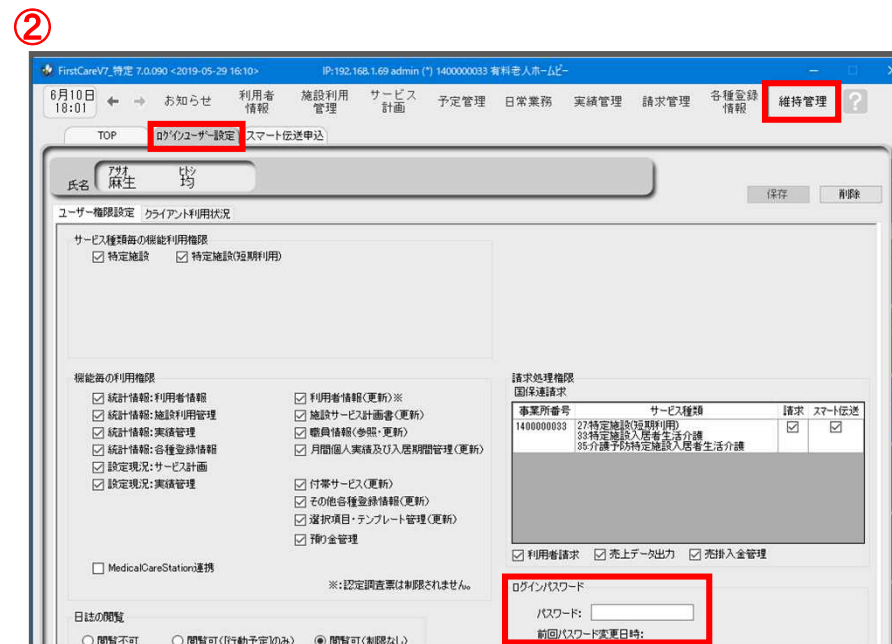 ②
FirstCareV7_特定 7.0.090 <2019-05-29 16:10> IP:192.168.1.69 admin (*) 1400000033 有料老人ホームビー
6月10日 18:01 ← → お知らせ 利用者情報 施設利用管理 サービス計画 予定管理 日常業務 実績管理 請求管理 各種登録情報 維持管理 ?
TOP ログインユーザー設定 スマート伝送申込
アサオ ヒトシ
氏名 麻生 均
保存 削除
ユーザー権限設定 クライアント利用状況
サービス種類毎の機能利用権限
特定施設 特定施設(短期利用)
機能毎の利用権限
統計情報:利用者情報 利用者情報(更新)※
統計情報:施設利用管理 施設サービス計画書(更新)
統計情報:実績管理 職員情報(参照・更新)
統計情報:各種登録情報 月間個人実績及び入居期間管理(更新)
設定現況:サービス計画
設定現況:実績管理 付帯サービス(更新)
その他各種登録情報(更新)
選択項目・テンプレート管理(更新)
預り金管理
MedicalCareStation連携
※:認定調査票は制限されません。
請求処理権限
国保連請求
事業所番号 サービス種類 請求 スマート伝送
1400000033 27:特定施設(短期利用)
33:特定施設入居者生活介護
35:介護予防特定施設入居者生活介護
利用者請求 売上データ出力 売掛入金管理
ログインパスワード
パスワード:
前回パスワード変更日時:
日誌の閲覧
閲覧不可 閲覧可([行動予定]のみ) 閲覧可(制限なし)